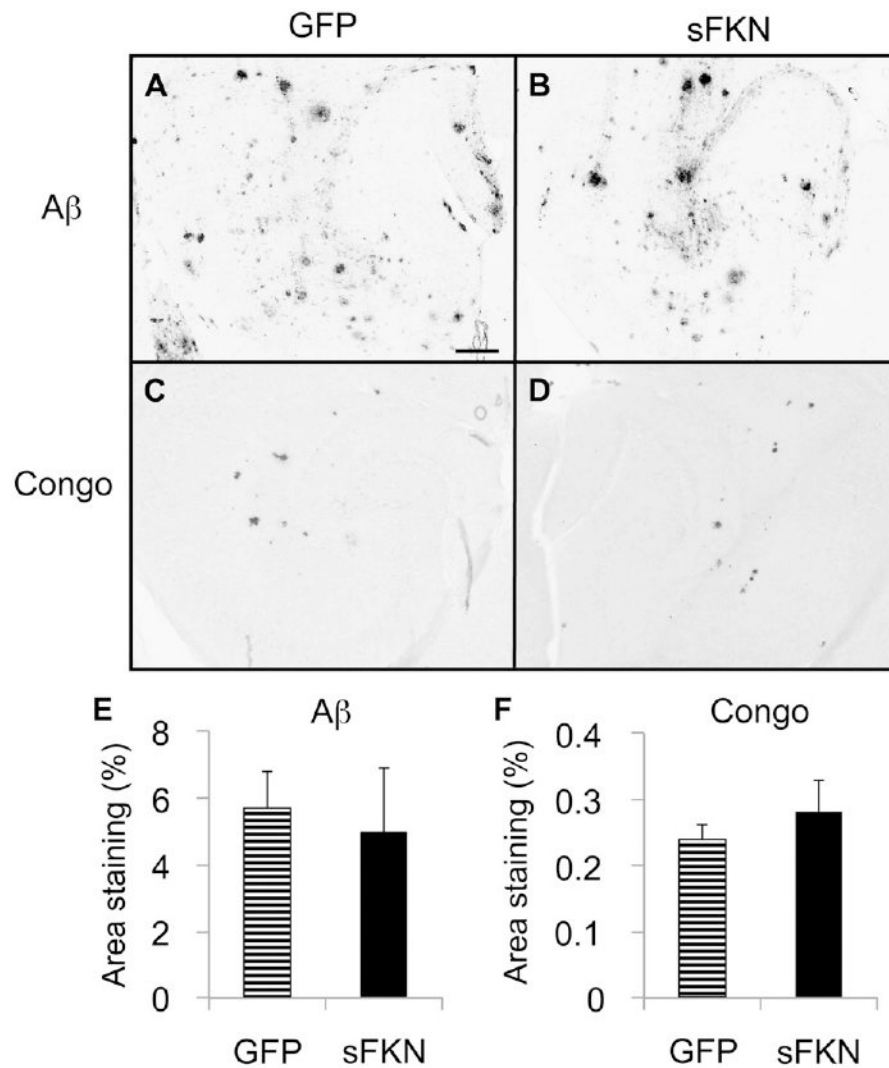 GFP sFKN
A B
Aβ
C D
Congo
E Aβ
Area staining (%)
8
6
4
2
0
GFP sFKN
F Congo
Area staining (%)
0.4
0.3
0.2
0.1
0
GFP sFKN